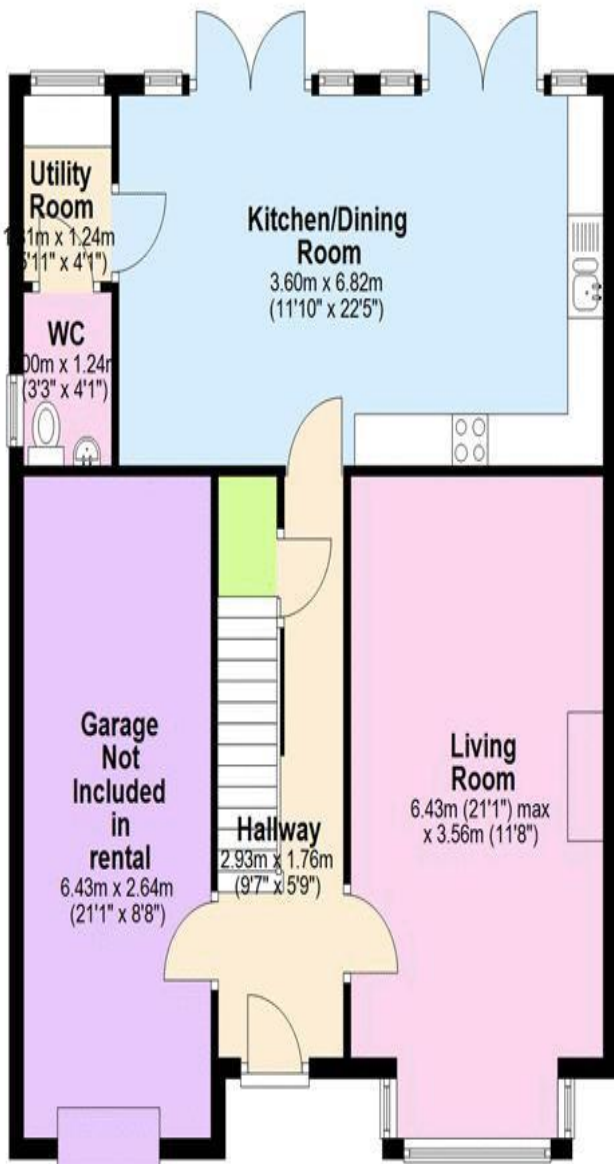 Utility
Room
x 1.24m
x 4'1")
Kitchen/Dining
Room
3.60m x 6.82m
(11'10" x 22'5")
WC
x
(3'3" x 4'1")
Garage
Not
Included
in
rental
6.43m x 2.64m
(21'1" x 8'8")
Hallway
2.93m x 1.76m
(9'7" x 5'9")
Living
Room
6.43m (21'1") max
x 3.56m (11'8")